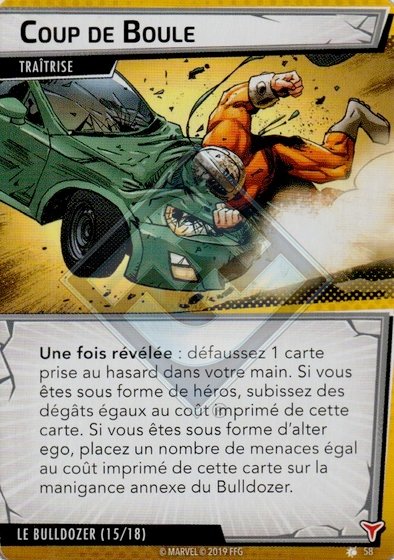 COUP DE BOULE
TRAÎTRISE
Une fois révélée : défaussez 1 carte
prise au hasard dans votre main. Si vous
êtes sous forme de héros, subissez des
dégâts égaux au coût imprimé de cette
carte. Si vous êtes sous forme d'alter
ego, placez un nombre de menaces égal
au coût imprimé de cette carte sur la
manigance annexe du Bulldozer.
LE BULLDOZER (15/18)
© MARVEL © 2019 FFG
58